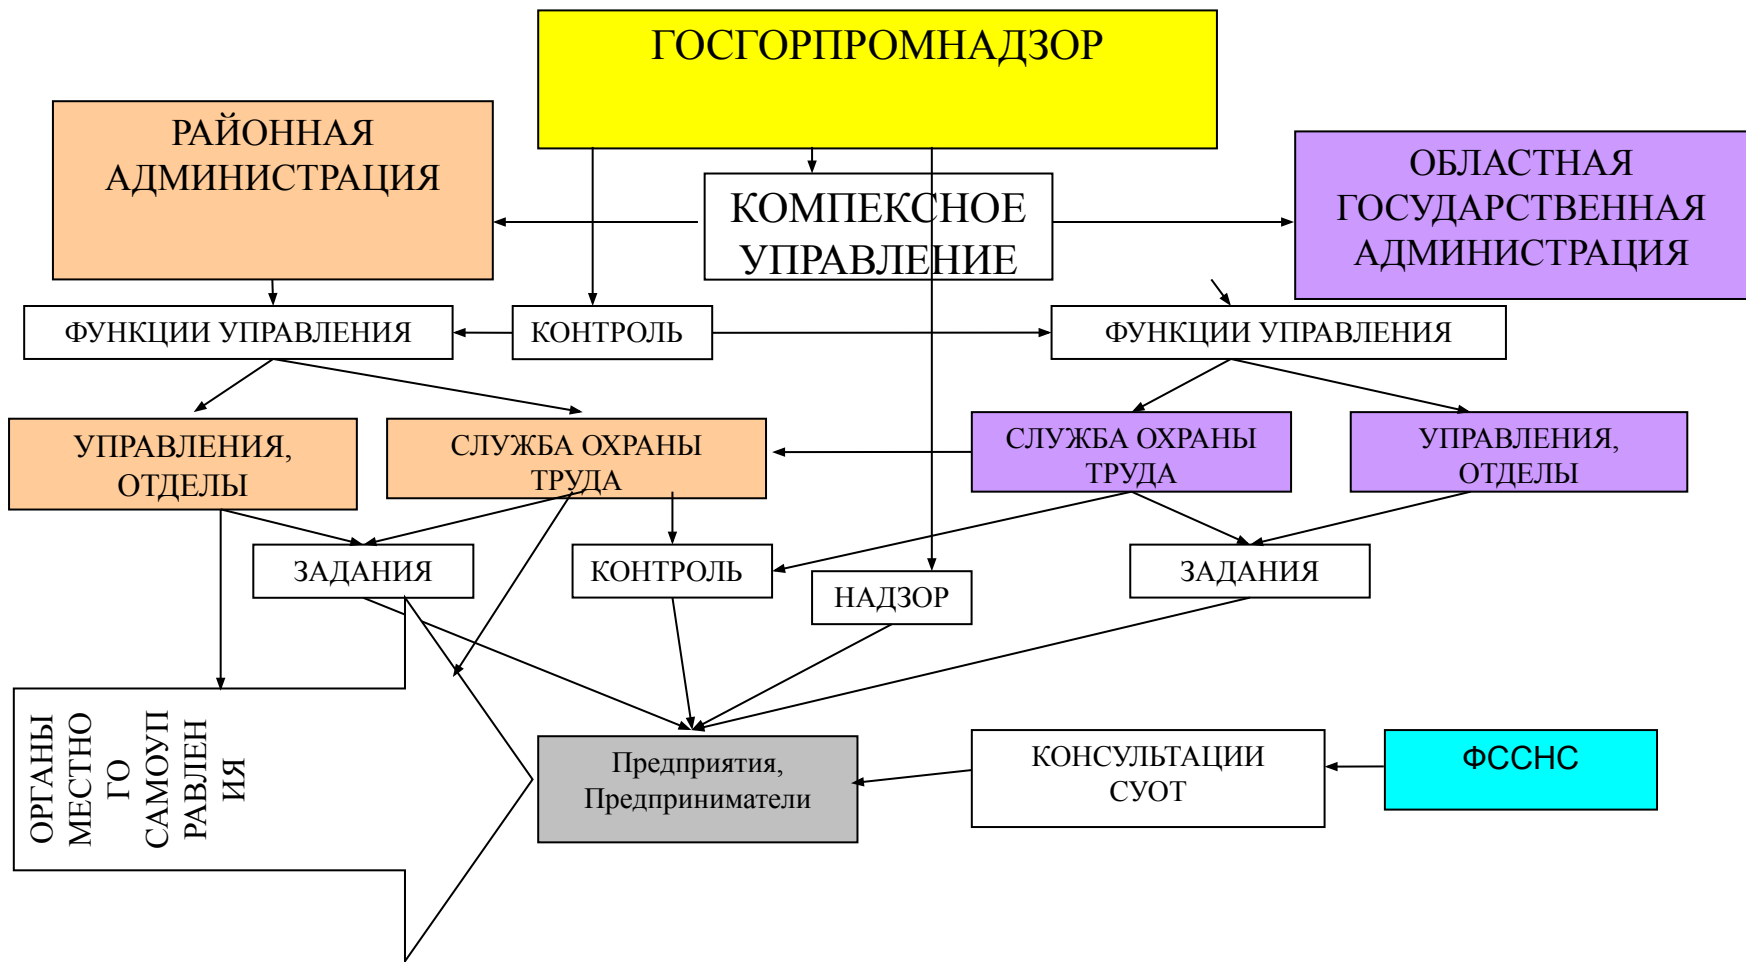 ГОСГОРПРОМНАДЗОР
РАЙОННАЯ
АДМИНИСТРАЦИЯ
ОБЛАСТНАЯ
ГОСУДАРСТВЕННАЯ
АДМИНИСТРАЦИЯ
КОМПЕКСНОЕ
УПРАВЛЕНИЕ
ФУНКЦИИ УПРАВЛЕНИЯ
КОНТРОЛЬ
ФУНКЦИИ УПРАВЛЕНИЯ
УПРАВЛЕНИЯ,
ОТДЕЛЫ
СЛУЖБА ОХРАНЫ
ТРУДА
СЛУЖБА ОХРАНЫ
ТРУДА
УПРАВЛЕНИЯ,
ОТДЕЛЫ
ЗАДАНИЯ
КОНТРОЛЬ
НАДЗОР
ЗАДАНИЯ
ОРГАНЫ
МЕСТНО
ГО
САМОУП
РАВЛЕН
ИЯ
Предприятия,
Предприниматели
КОНСУЛЬТАЦИИ
СУОТ
ФССНС